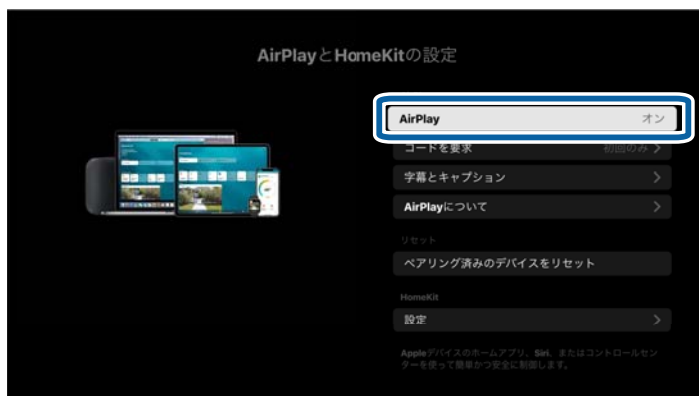 AirPlayとHomeKitの設定
AirPlay オン
コードを要求 初回のみ
字幕とキャプション
AirPlayについて
リセット
ペアリング済みのデバイスをリセット
HomeKit
設定
Appleデバイスのホームアプリ、Siri、またはコントロールセン
ターを使って簡単かつ安全に制御します。